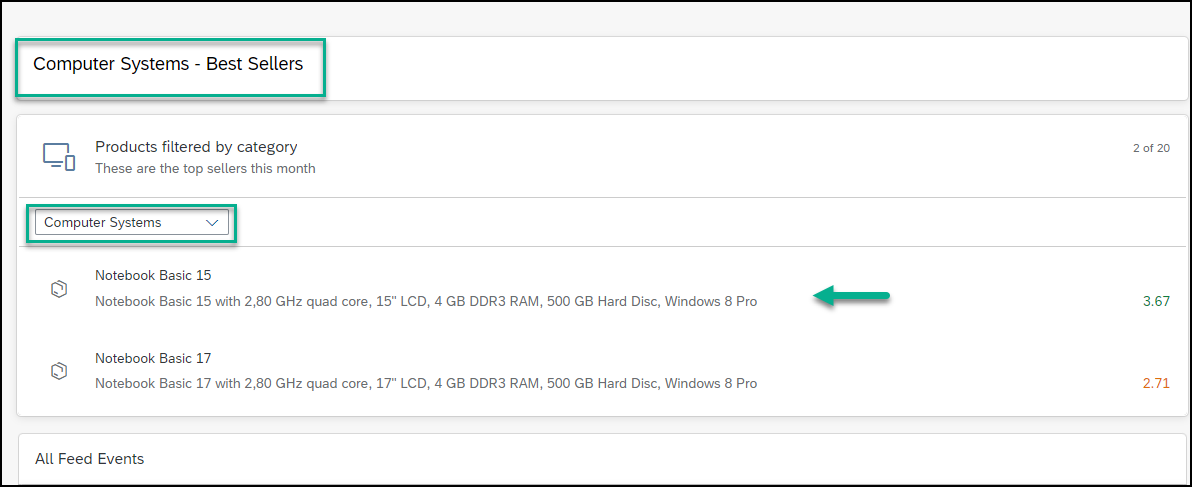 Computer Systems - Best Sellers
Products filtered by category
2 of 20
These are the top sellers this month
Computer Systems
Notebook Basic 15
Notebook Basic 15 with 2,80 GHz quad core, 15" LCD, 4 GB DDR3 RAM, 500 GB Hard Disc, Windows 8 Pro
3.67
Notebook Basic 17
Notebook Basic 17 with 2,80 GHz quad core, 17" LCD, 4 GB DDR3 RAM, 500 GB Hard Disc, Windows 8 Pro
2.71
All Feed Events